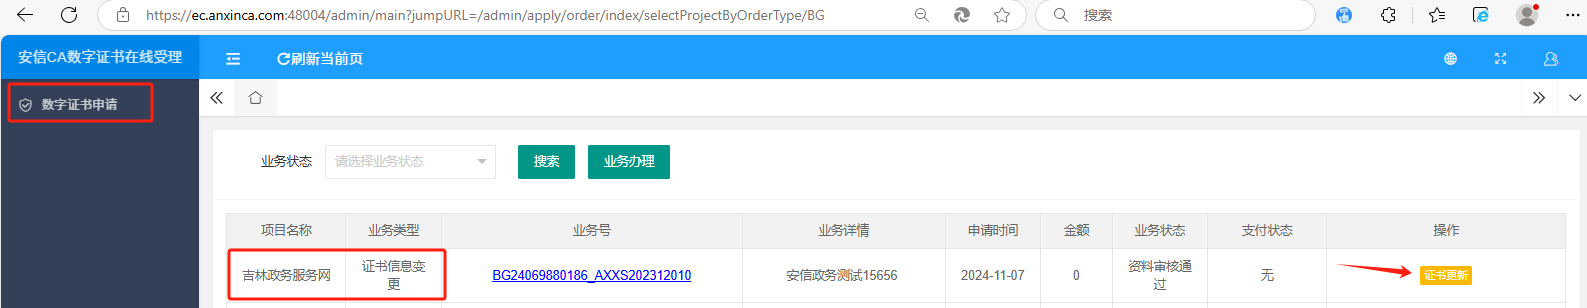 https://ec.anxinca.com:48004/admin/main?jumpURL=/admin/apply/order/index/selectProjectByOrderType/BG
搜索
安信CA数字证书在线受理
刷新当前页
数字证书申请
业务状态 请选择业务状态 搜索 业务办理
项目名称 业务类型 业务号 业务详情 申请时间 金额 业务状态 支付状态 操作
吉林政务服务网 证书信息变更 BG24069880186_AXXS202312010 安信政务测试15656 2024-11-07 0 资料审核通过 无 证书更新